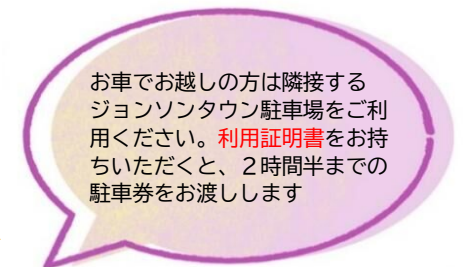 お車でお越しの方は隣接する
ジョンソンタウン駐車場をご利
用ください。利用証明書をお持
ちいただくと、２時間半までの
駐車券をお渡しします